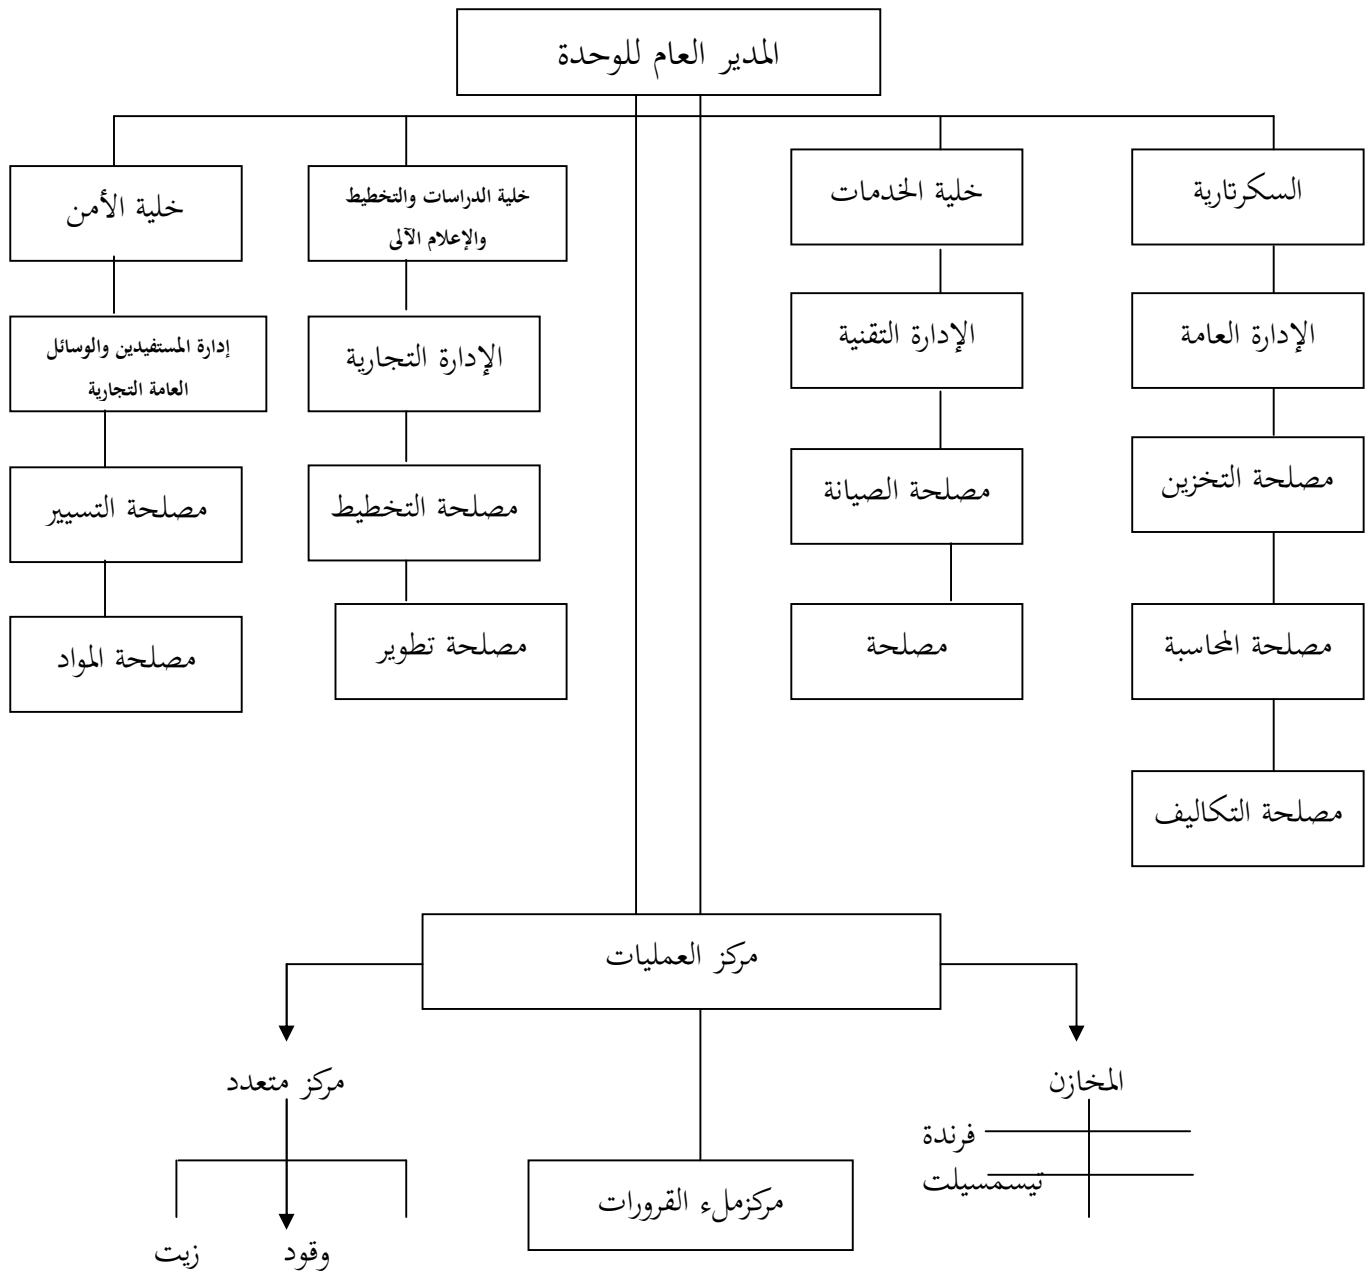 المدير العام للوحدة
السكرتارية
خلية الخدمات
خلية الدراسات والتخطيط
والإعلام الآلى
خلية الأمن
الإدارة العامة
الإدارة التقنية
الإدارة التجارية
إدارة المستفيدين والوسائل
العامة التجارية
مصلحة التخزين
مصلحة الصيانة
مصلحة التخطيط
مصلحة التسيير
مصلحة المحاسبة
مصلحة
مصلحة تطوير
مصلحة المواد
مصلحة التكاليف
مركز العمليات
المخازن
مركز متعدد
فرندة
تيسمسيلت
مركزملء القرورات
وقود
زيت